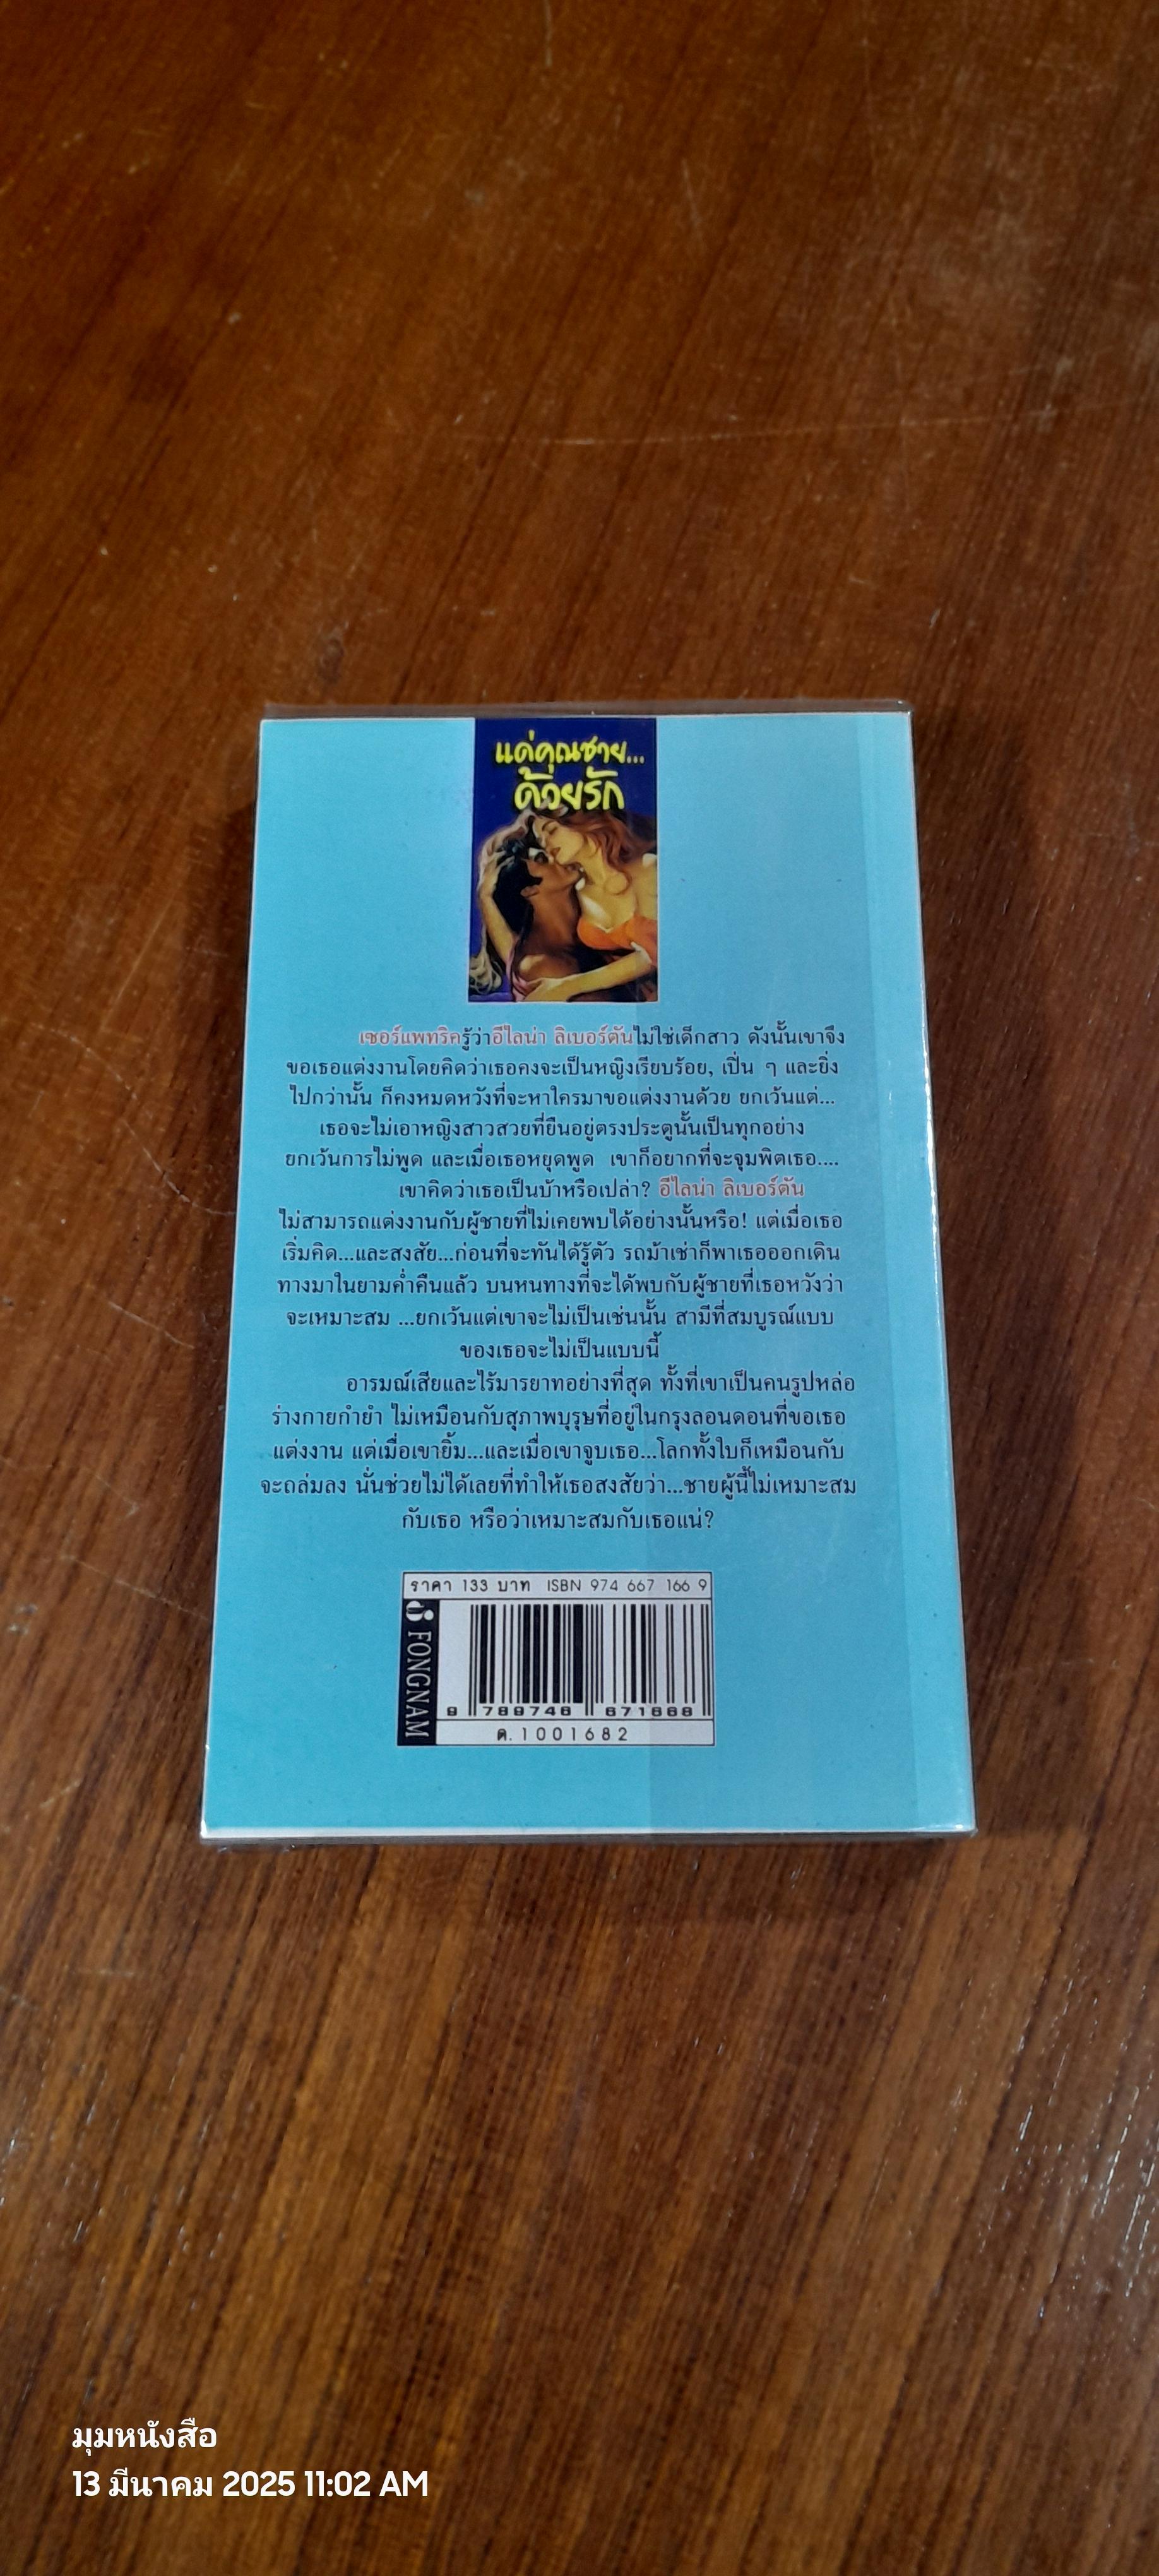 แด่คุณชาย...
ด้วยรัก
เซอร์แพทริครู้ว่าอีไลน่า ลิเบอร์ตันไม่ใช่เด็กสาว ดังนั้นเขาจึง
ขอเธอแต่งงานโดยคิดว่าเธอคงจะเป็นหญิงเรียบร้อย, เปิ่น ๆ และยิ่ง
ไปกว่านั้น ก็คงหมดหวังที่จะหาใครมาขอแต่งงานด้วย ยกเว้นแต่...
เธอจะไม่เอาหญิงสาวสวยที่ยืนอยู่ตรงประตูนั้นเป็นทุกอย่าง
ยกเว้นการไม่พูด และเมื่อเธอหยุดพูด เขาก็อยากที่จะจุมพิตเธอ....
เขาคิดว่าเธอเป็นบ้าหรือเปล่า? อีไลน่า ลิเบอร์ตัน
ไม่สามารถแต่งงานกับผู้ชายที่ไม่เคยพบได้อย่างนั้นหรือ! แต่เมื่อเธอ
เริ่มคิด...และสงสัย...ก่อนที่จะทันได้รู้ตัว รถม้าเช่าก็พาเธอออกเดิน
ทางมาในยามค่ำคืนแล้ว บนหนทางที่จะได้พบกับผู้ชายที่เธอหวังว่า
จะเหมาะสม ...ยกเว้นแต่เขาจะไม่เป็นเช่นนั้น สามีที่สมบูรณ์แบบ
ของเธอจะไม่เป็นแบบนี้
อารมณ์เสียและไร้มารยาทอย่างที่สุด ทั้งที่เขาเป็นคนรูปหล่อ
ร่างกายกำยำ ไม่เหมือนกับสุภาพบุรุษที่อยู่ในกรุงลอนดอนที่ขอเธอ
แต่งงาน แต่เมื่อเขายิ้ม...และเมื่อเขาจูบเธอ...โลกทั้งใบก็เหมือนกับ
จะถล่มลง นั่นช่วยไม่ได้เลยที่ทำให้เธอสงสัยว่า...ชายผู้นี้ไม่เหมาะสม
กับเธอ หรือว่าเหมาะสมกับเธอแน่?
ราคา 133 บาท ISBN 974 667 166 9
FONGNAM
9 789746 671668
ด.1001682
มุมหนังสือ
13 มีนาคม 2025 11:02 AM